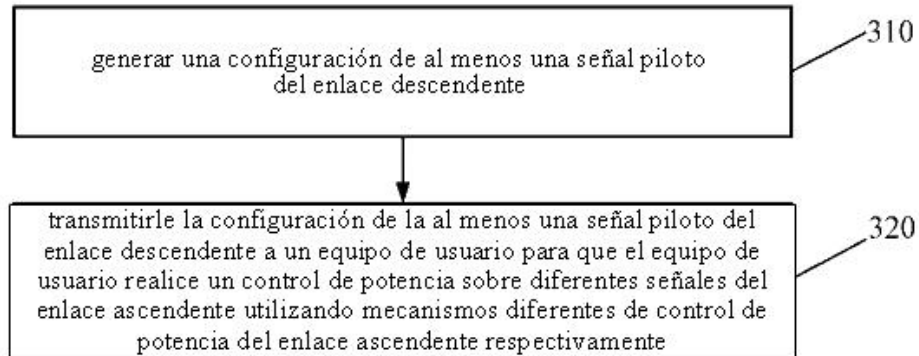 generar una configuración de al menos una señal piloto
del enlace descendente
310
transmitirle la configuración de la al menos una señal piloto del
enlace descendente a un equipo de usuario para que el equipo de
usuario realice un control de potencia sobre diferentes señales del
enlace ascendente utilizando mecanismos diferentes de control de
potencia del enlace ascendente respectivamente
320